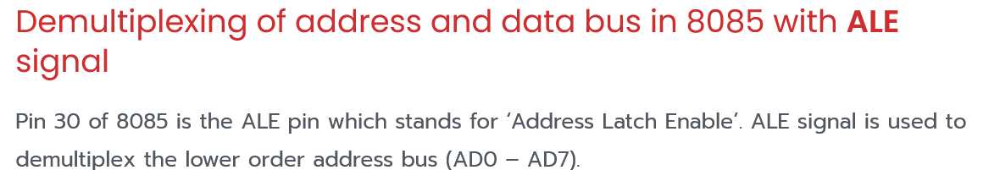 Demultiplexing of address and data bus in 8085 with ALE
signal
Pin 30 of 8085 is the ALE pin which stands for ‘Address Latch Enable’. ALE signal is used to
demultiplex the lower order address bus (AD0 – AD7).